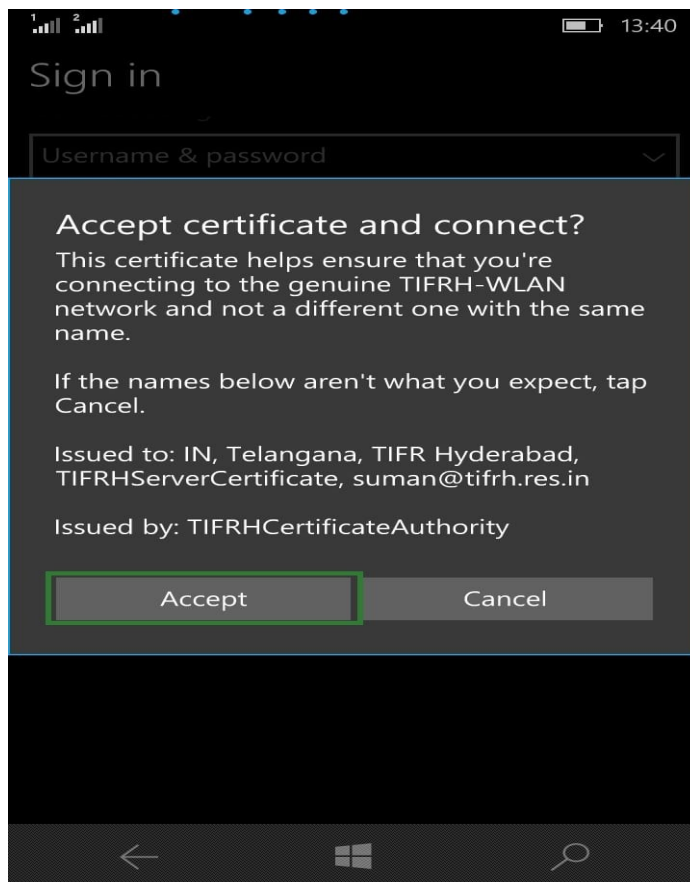 1 2 13:40
Sign in
Username & password
Accept certificate and connect?
This certificate helps ensure that you're
connecting to the genuine TIFRH-WLAN
network and not a different one with the same
name.
If the names below aren't what you expect, tap
Cancel.
Issued to: IN, Telangana, TIFR Hyderabad,
TIFRHServerCertificate, suman@tifrh.res.in
Issued by: TIFRHCertificateAuthority
Accept Cancel